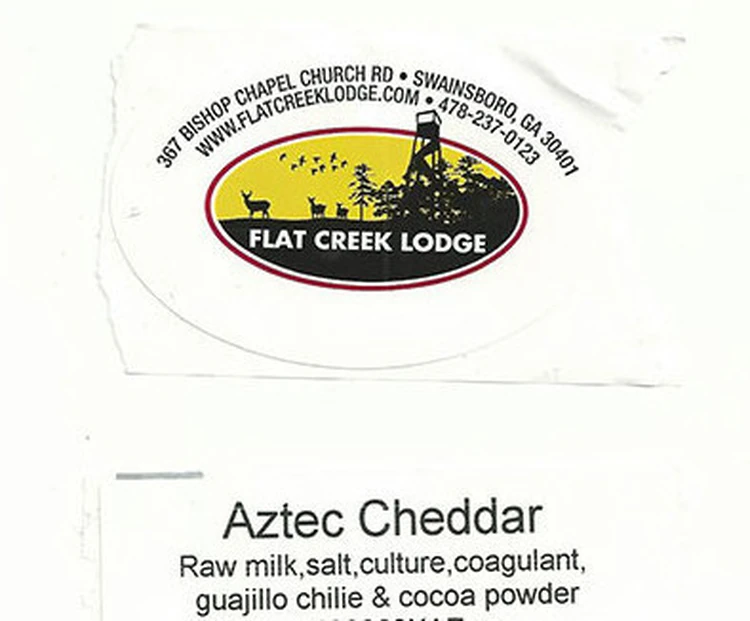 367 BISHOP CHAPEL CHURCH RD • SWAINSBORO, GA 30401
WWW.FLATCREEKLODGE.COM • 478-237-0123
FLAT CREEK LODGE
Aztec Cheddar
Raw milk,salt,culture,coagulant,
guajillo chilie & cocoa powder